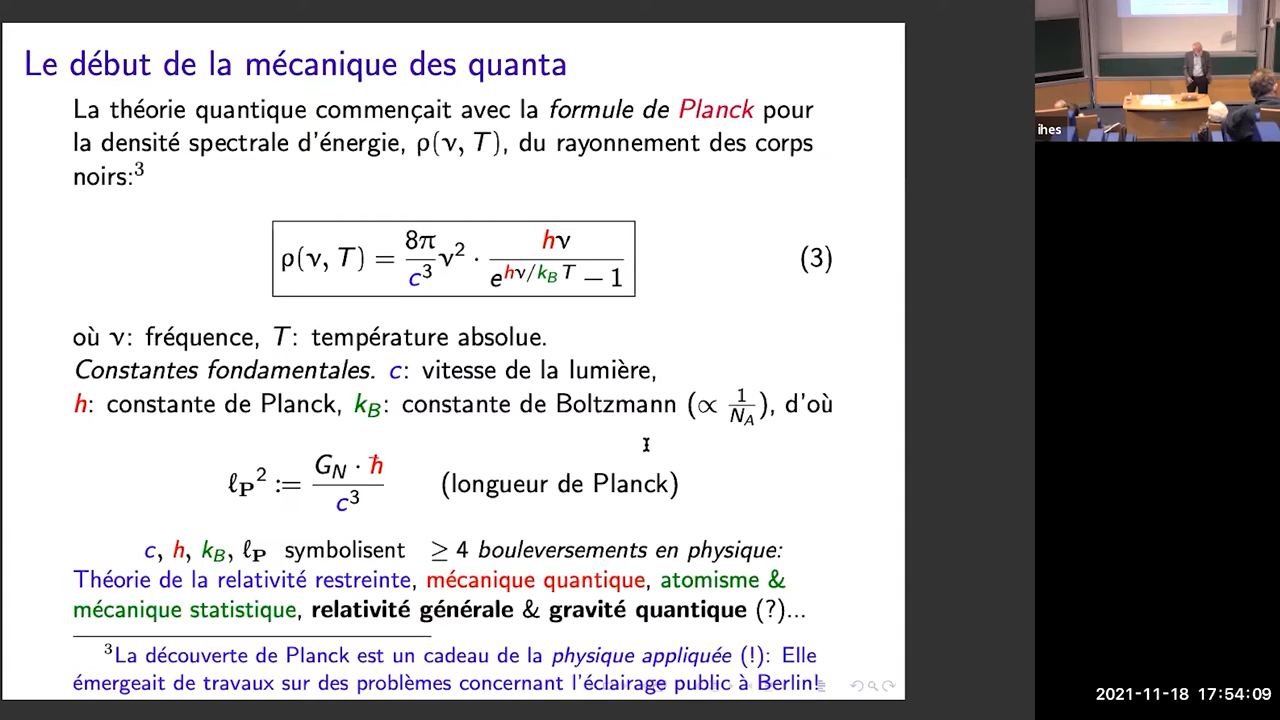 Le début de la mécanique des quanta
La théorie quantique commençait avec la formule de Planck pour
la densité spectrale d'énergie, ρ(ν, T), du rayonnement des corps
noirs:³
ρ(ν, T) = 8π/c³ ν² · hν/(e^{hν/k_B T} − 1) (3)
où ν: fréquence, T: température absolue.
Constantes fondamentales. c: vitesse de la lumière,
h: constante de Planck, k_B: constante de Boltzmann (∝ 1/N_A), d'où
ℓ_P² := G_N · ħ / c³ (longueur de Planck)
c, h, k_B, ℓ_P symbolisent ≥ 4 bouleversements en physique:
Théorie de la relativité restreinte, mécanique quantique, atomisme &
mécanique statistique, relativité générale & gravité quantique (?)...
³La découverte de Planck est un cadeau de la physique appliquée (!): Elle
émergeait de travaux sur des problèmes concernant l'éclairage public à Berlin!
ihes
2021-11-18 17:54:09